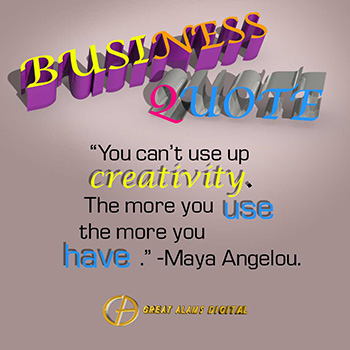 BUSINESS
QUOTE
“You can’t use up
creativity.
The more you use
the more you
have .” -Maya Angelou.
GREAT ALAMS DIGITAL